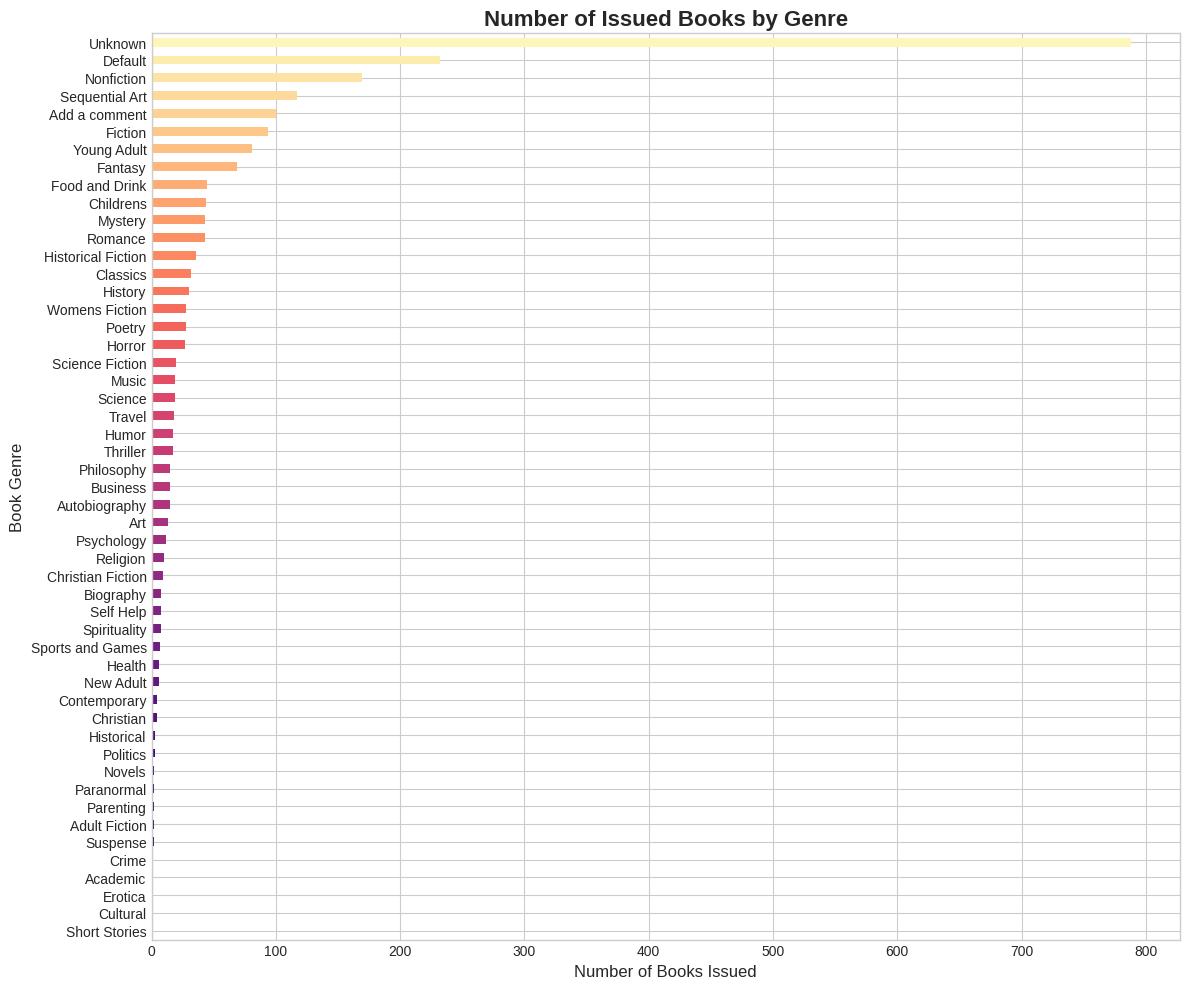 Number of Issued Books by Genre
Book Genre
Unknown
Default
Nonfiction
Sequential Art
Add a comment
Fiction
Young Adult
Fantasy
Food and Drink
Childrens
Mystery
Romance
Historical Fiction
Classics
History
Womens Fiction
Poetry
Horror
Science Fiction
Music
Science
Travel
Humor
Thriller
Philosophy
Business
Autobiography
Art
Psychology
Religion
Christian Fiction
Biography
Self Help
Spirituality
Sports and Games
Health
New Adult
Contemporary
Christian
Historical
Politics
Novels
Paranormal
Parenting
Adult Fiction
Suspense
Crime
Academic
Erotica
Cultural
Short Stories
0 100 200 300 400 500 600 700 800
Number of Books Issued